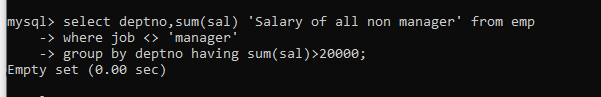 mysql> select deptno,sum(sal) 'Salary of all non manager' from emp
    -> where job <> 'manager'
    -> group by deptno having sum(sal)>20000;
Empty set (0.00 sec)